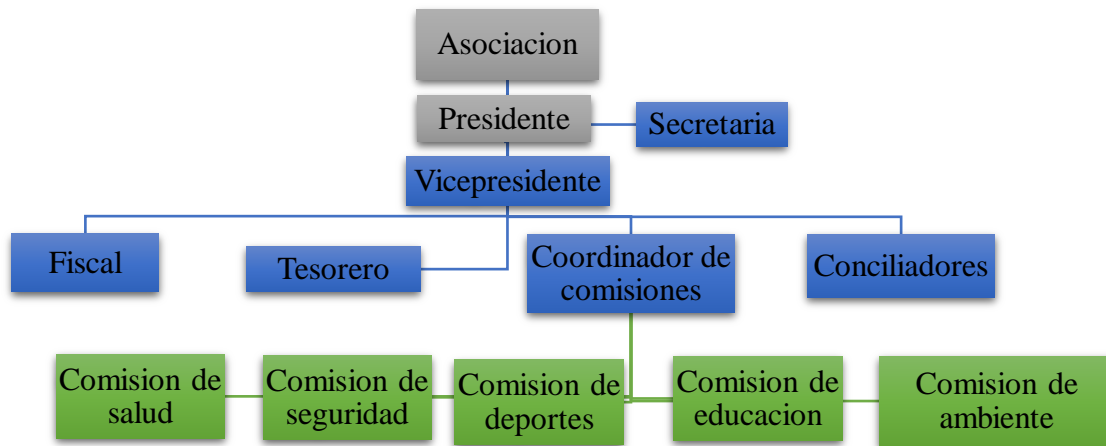 Asociacion
Presidente
Secretaria
Vicepresidente
Fiscal
Tesorero
Coordinador de
comisiones
Conciliadores
Comision de
salud
Comision de
seguridad
Comision de
deportes
Comision de
educacion
Comision de
ambiente